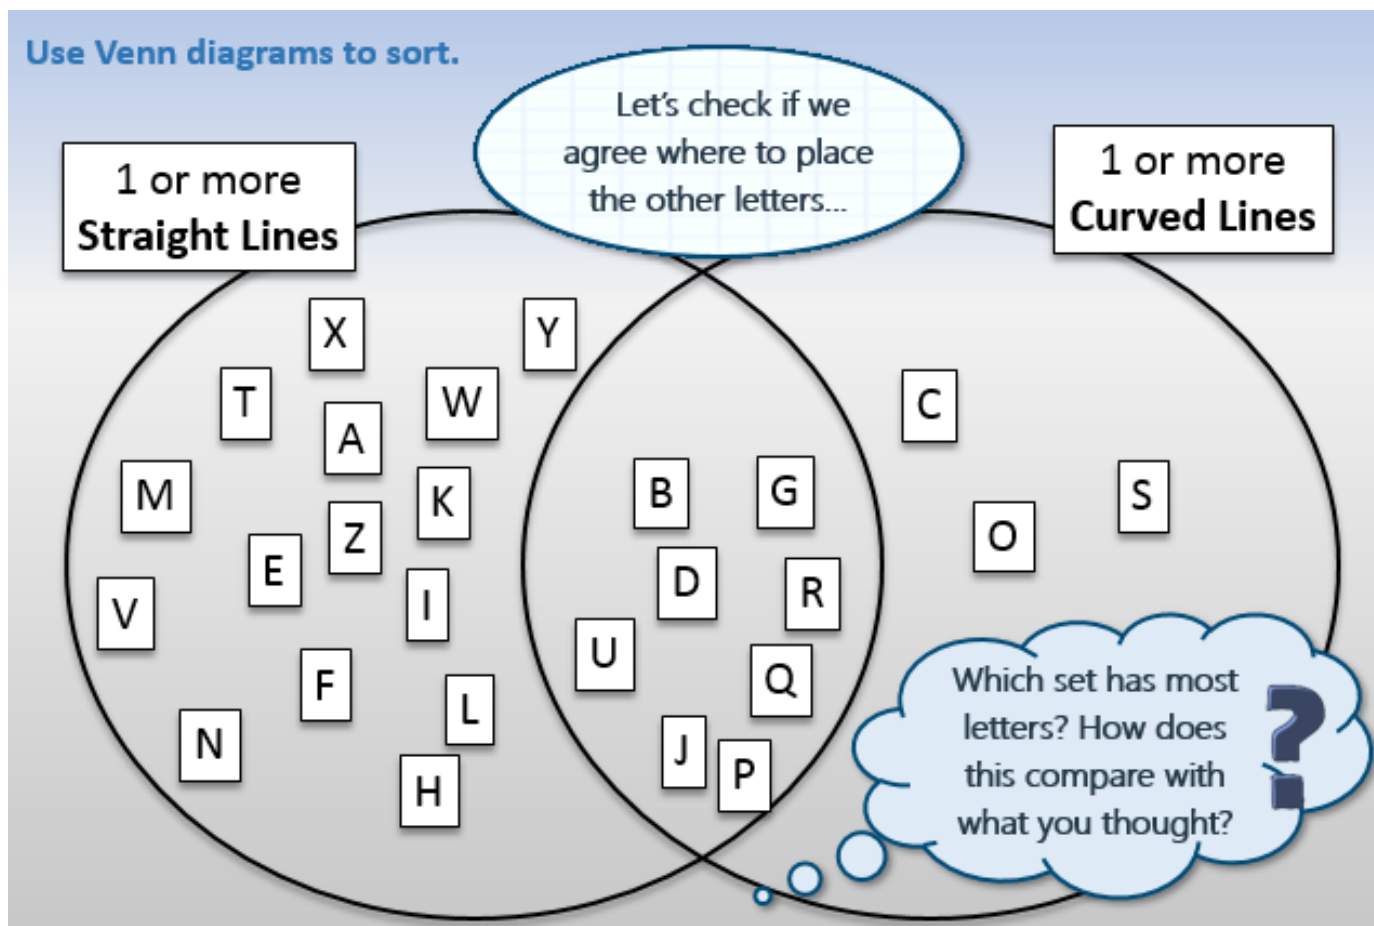 Use Venn diagrams to sort.
Let's check if we
agree where to place
the other letters...
1 or more
Straight Lines
1 or more
Curved Lines
X
Y
T
W
A
C
M
K
Z
B
G
S
O
E
D
R
V
I
U
F
L
Q
N
J
P
H
Which set has most
letters? How does
this compare with
what you thought?
?